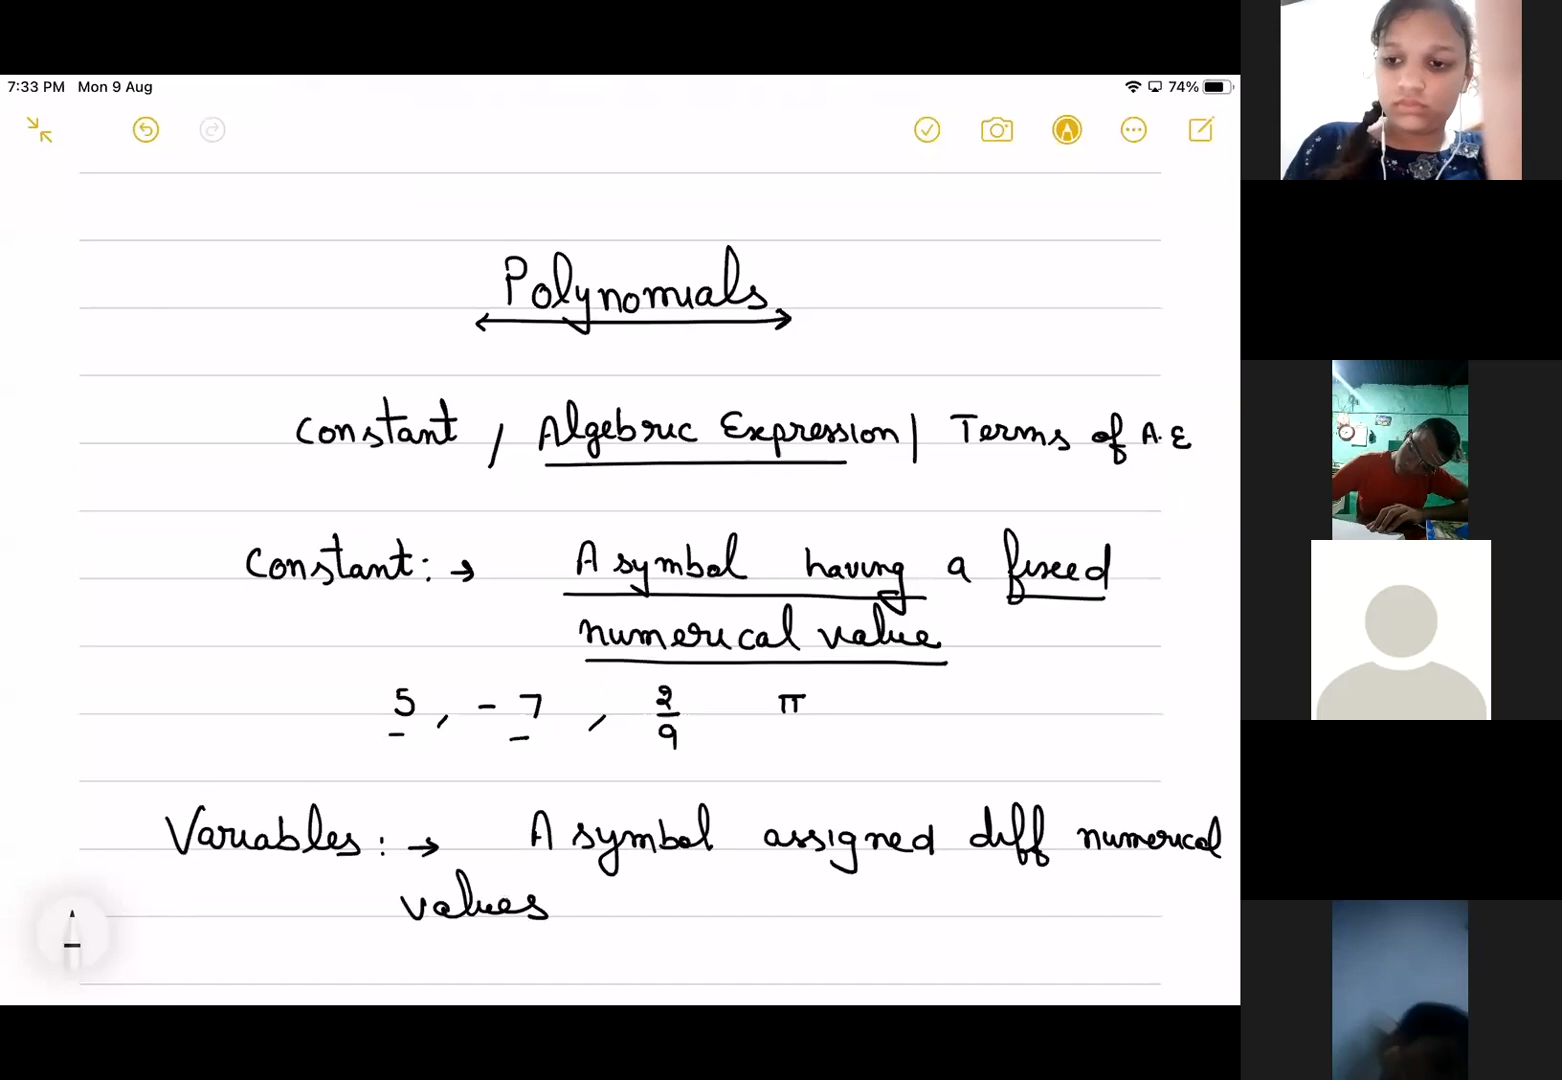 7:33 PM Mon 9 Aug 74%
Polynomials
Constant / Algebric Expression | Terms of A.E
Constant : → A symbol having a fixed
numerical value
5 , - 7 , 2/9 π
Variables : → A symbol assigned diff numerical
values